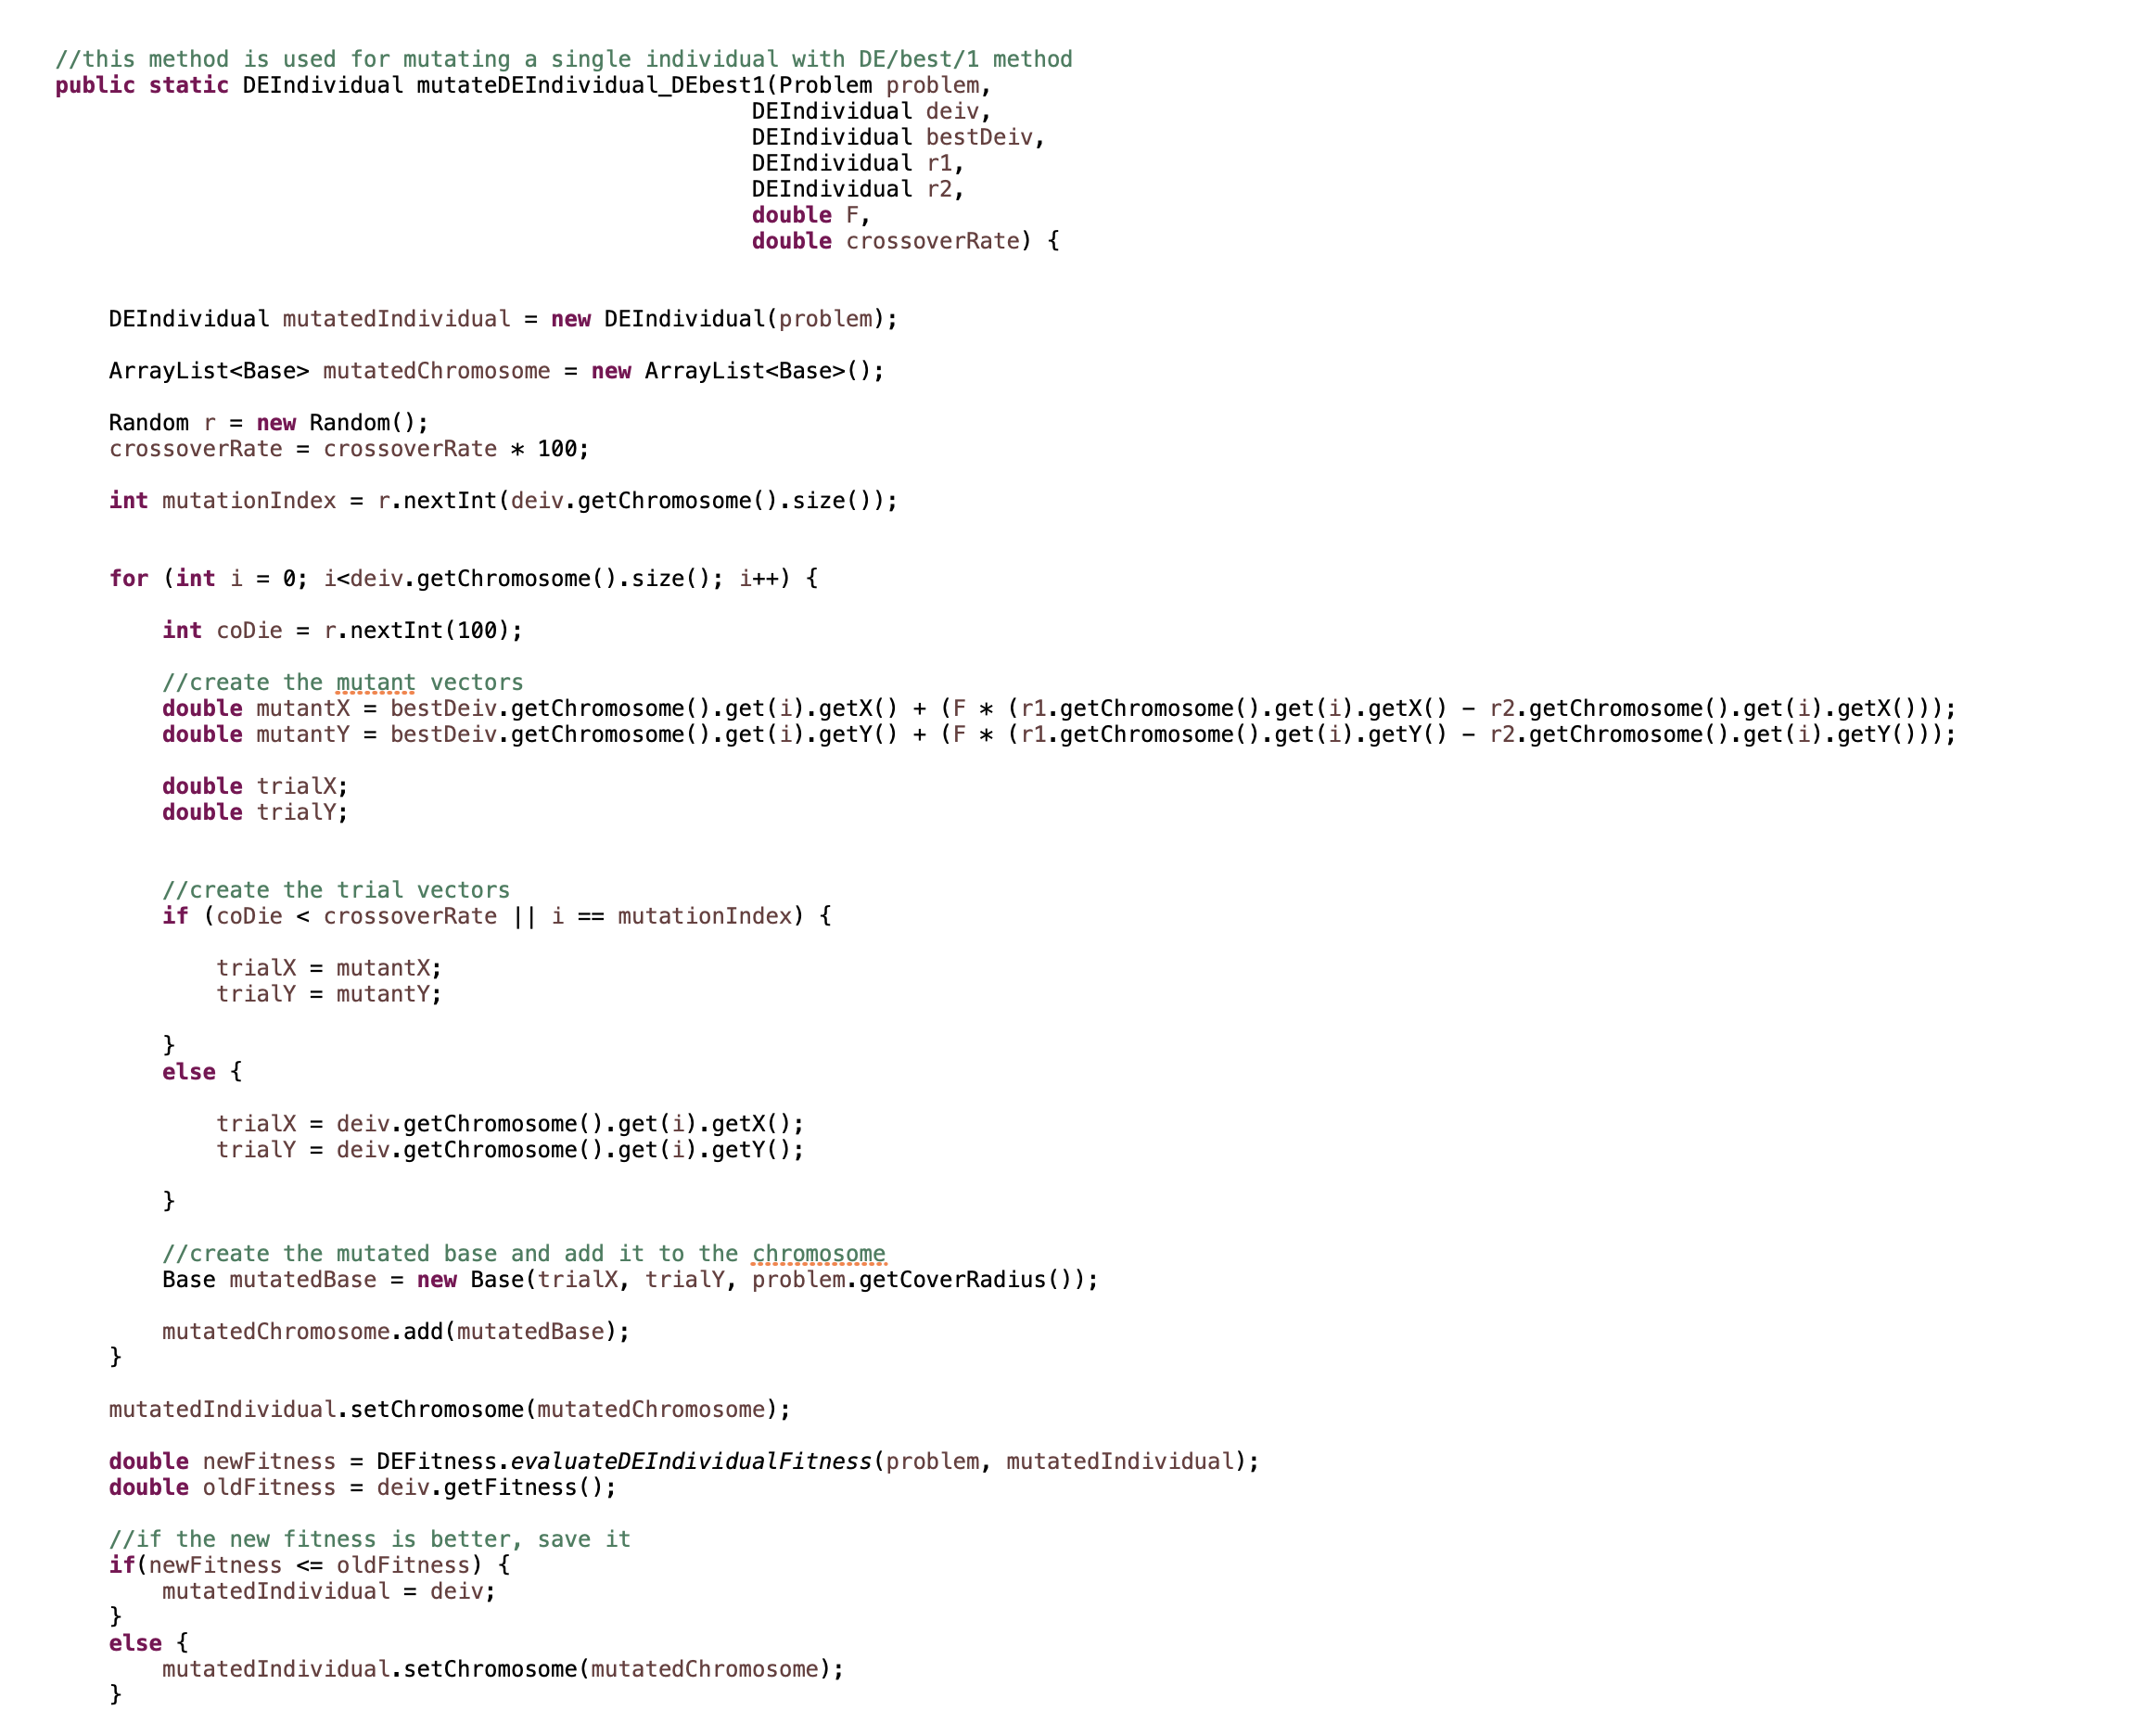 //this method is used for mutating a single individual with DE/best/1 method
public static DEIndividual mutateDEIndividual_DEbest1(Problem problem,
DEIndividual deiv,
DEIndividual bestDeiv,
DEIndividual r1,
DEIndividual r2,
double F,
double crossoverRate) {
DEIndividual mutatedIndividual = new DEIndividual(problem);
ArrayList<Base> mutatedChromosome = new ArrayList<Base>();
Random r = new Random();
crossoverRate = crossoverRate * 100;
int mutationIndex = r.nextInt(deiv.getChromosome().size());
for (int i = 0; i<deiv.getChromosome().size(); i++) {
int coDie = r.nextInt(100);
//create the mutant vectors
double mutantX = bestDeiv.getChromosome().get(i).getX() + (F * (r1.getChromosome().get(i).getX() - r2.getChromosome().get(i).getX()));
double mutantY = bestDeiv.getChromosome().get(i).getY() + (F * (r1.getChromosome().get(i).getY() - r2.getChromosome().get(i).getY()));
double trialX;
double trialY;
//create the trial vectors
if (coDie < crossoverRate || i == mutationIndex) {
trialX = mutantX;
trialY = mutantY;
}
else {
trialX = deiv.getChromosome().get(i).getX();
trialY = deiv.getChromosome().get(i).getY();
}
//create the mutated base and add it to the chromosome
Base mutatedBase = new Base(trialX, trialY, problem.getCoverRadius());
mutatedChromosome.add(mutatedBase);
}
mutatedIndividual.setChromosome(mutatedChromosome);
double newFitness = DEFitness.evaluateDEIndividualFitness(problem, mutatedIndividual);
double oldFitness = deiv.getFitness();
//if the new fitness is better, save it
if(newFitness <= oldFitness) {
mutatedIndividual = deiv;
}
else {
mutatedIndividual.setChromosome(mutatedChromosome);
}